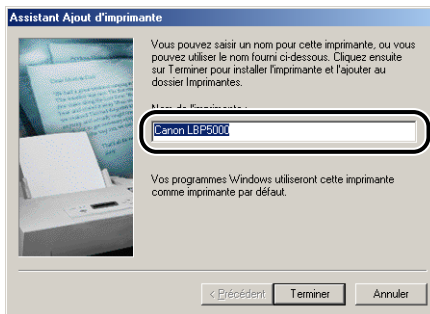 Assistant Ajout d'imprimante
Vous pouvez saisir un nom pour cette imprimante, ou vous
pouvez utiliser le nom fourni ci-dessous. Cliquez ensuite
sur Terminer pour installer l'imprimante et l'ajouter au
dossier Imprimantes.
Nom de l'imprimante :
Canon LBP5000
Vos programmes Windows utiliseront cette imprimante
comme imprimante par défaut.
< Précédent
Terminer
Annuler